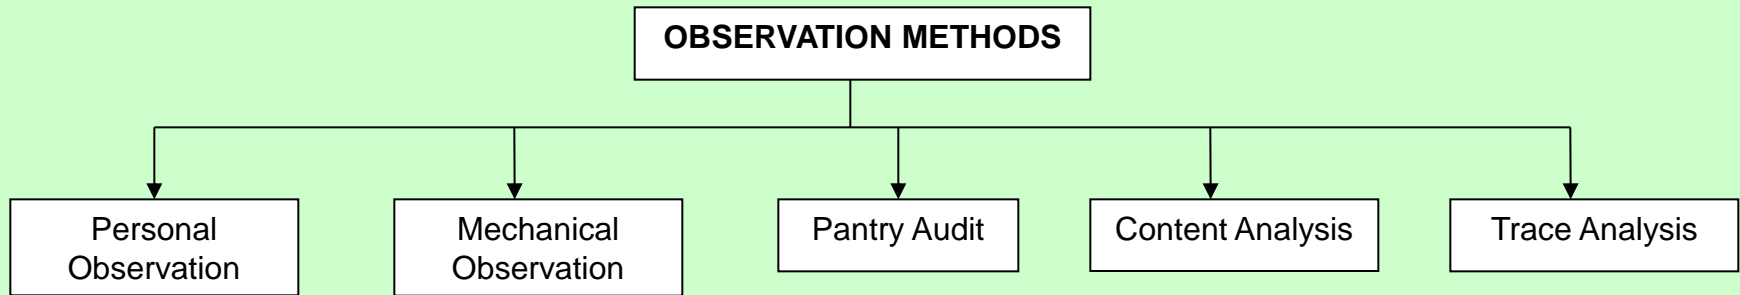 OBSERVATION METHODS
Personal
Observation
Mechanical
Observation
Pantry Audit
Content Analysis
Trace Analysis